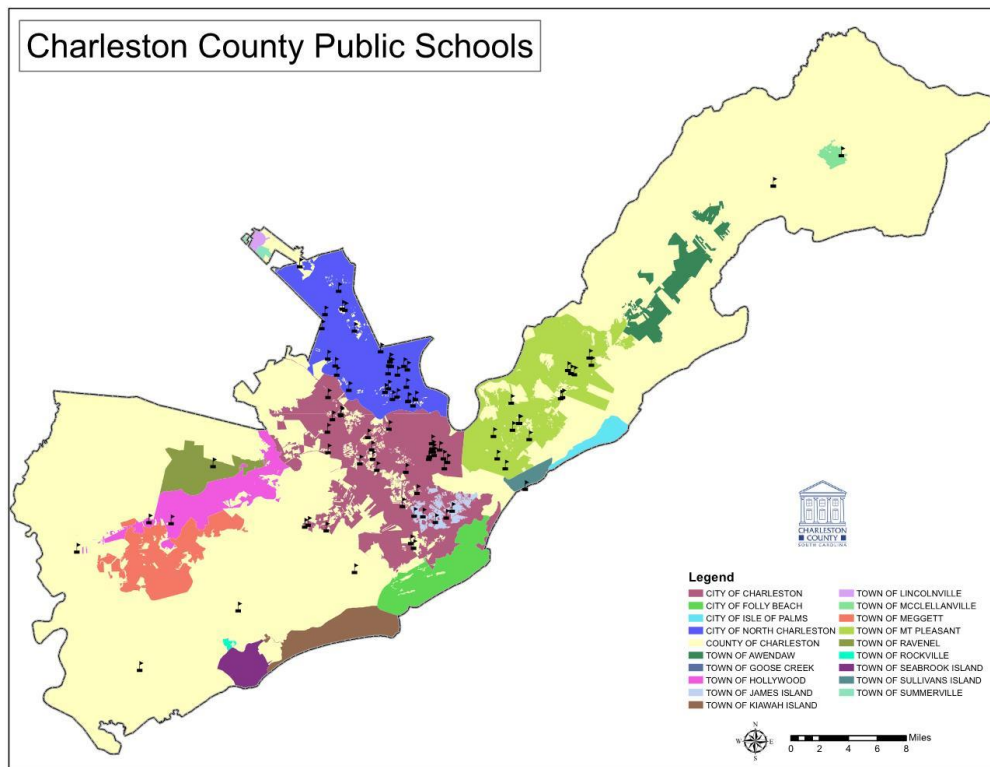 Charleston County Public Schools
CHARLESTON
COUNTY
SOUTH CAROLINA
Legend
CITY OF CHARLESTON
CITY OF FOLLY BEACH
CITY OF ISLE OF PALMS
CITY OF NORTH CHARLESTON
COUNTY OF CHARLESTON
TOWN OF AWENDAW
TOWN OF GOOSE CREEK
TOWN OF HOLLYWOOD
TOWN OF JAMES ISLAND
TOWN OF KIAWAH ISLAND
TOWN OF LINCOLNVILLE
TOWN OF MCCLELLANVILLE
TOWN OF MEGGETT
TOWN OF MT PLEASANT
TOWN OF RAVENEL
TOWN OF ROCKVILLE
TOWN OF SEABROOK ISLAND
TOWN OF SULLIVANS ISLAND
TOWN OF SUMMERVILLE
N
W E
S
Miles
0 2 4 8